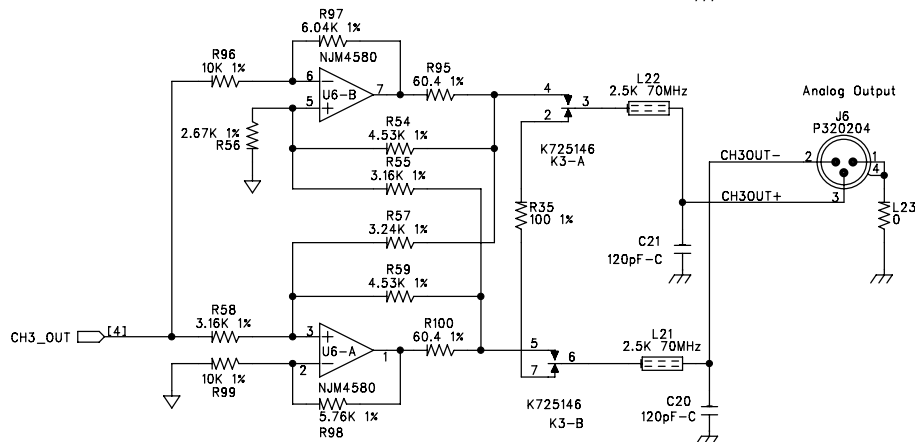 R97
6.04K 1%
NJM4580
R96
10K 1%
6
5
7
U6-B
R95
60.4 1%
2.67K 1%
R56
R54
4.53K 1%
R55
3.16K 1%
R57
3.24K 1%
R59
4.53K 1%
4
2
3
K725146
K3-A
R35
100 1%
L22
2.5K 70MHz
Analog Output
J6
P320204
CH3OUT-
2
1
4
CH3OUT+
3
L23
0
C21
120pF-C
CH3_OUT
[4]
R58
3.16K 1%
10K 1%
R99
3
2
1
U6-A
NJM4580
5.76K 1%
R98
R100
60.4 1%
5
7
6
K725146
K3-B
L21
2.5K 70MHz
C20
120pF-C